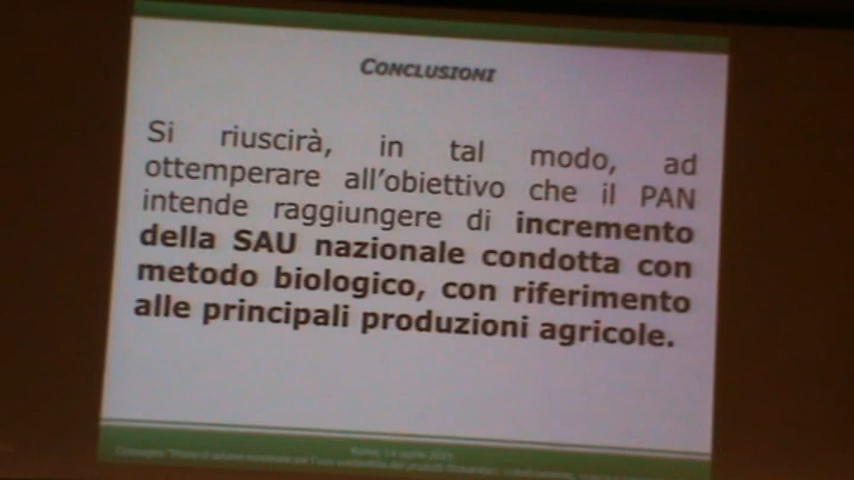 CONCLUSIONI
Si riuscirà, in tal modo, ad
ottemperare all'obiettivo che il PAN
intende raggiungere di incremento
della SAU nazionale condotta con
metodo biologico, con riferimento
alle principali produzioni agricole.